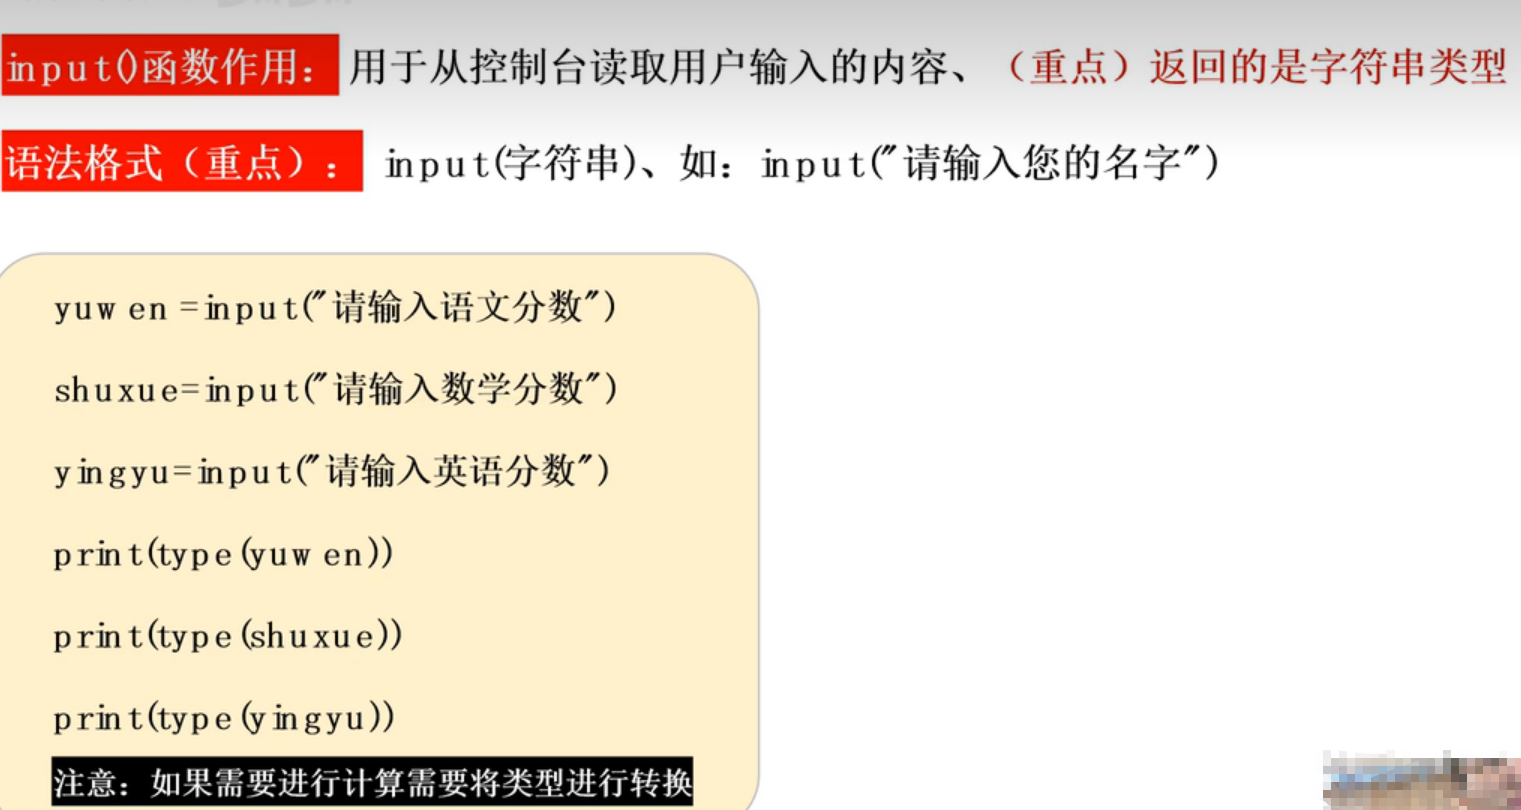 input()函数作用：用于从控制台读取用户输入的内容、（重点）返回的是字符串类型
语法格式（重点）： input(字符串)、如：input("请输入您的名字")
yuwen =input("请输入语文分数")
shuxue=input("请输入数学分数")
yingyu=input("请输入英语分数")
print(type(yuwen))
print(type(shuxue))
print(type(yingyu))
注意：如果需要进行计算需要将类型进行转换